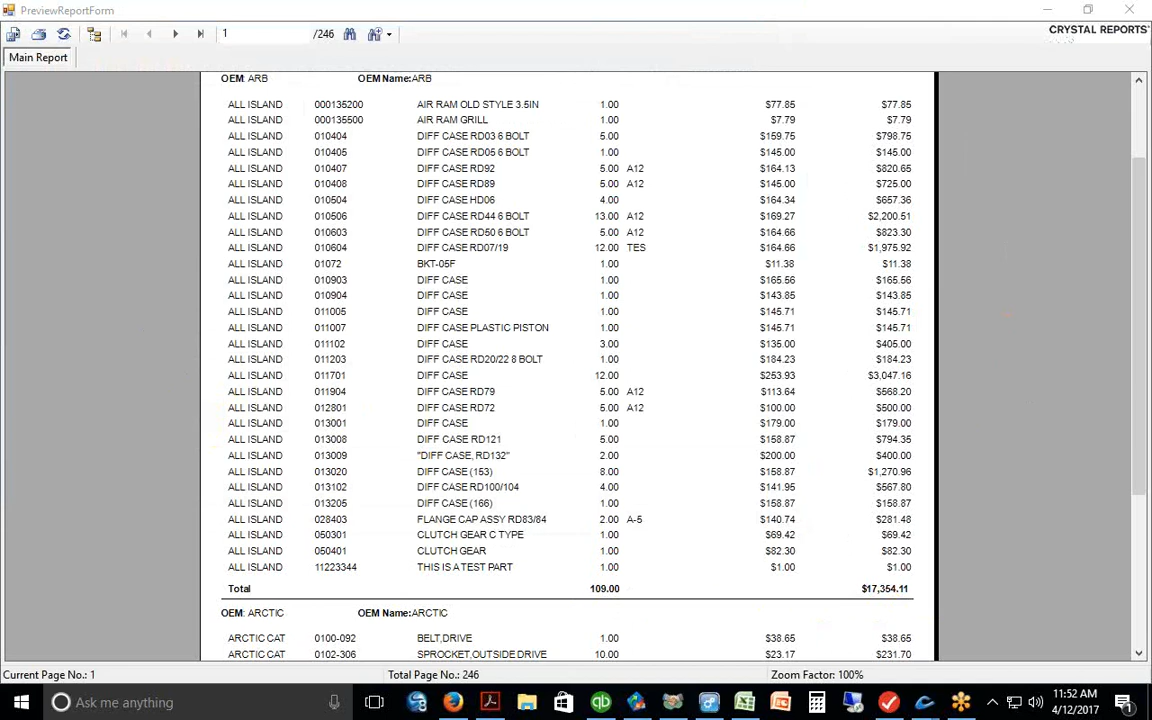 PreviewReportForm
1 /246 CRYSTAL REPORTS
Main Report
OEM: ARB OEM Name:ARB
ALL ISLAND 000135200 AIR RAM OLD STYLE 3.5IN 1.00 $77.85 $77.85
ALL ISLAND 000135500 AIR RAM GRILL 1.00 $7.79 $7.79
ALL ISLAND 010404 DIFF CASE RD03 6 BOLT 5.00 $159.75 $798.75
ALL ISLAND 010405 DIFF CASE RD05 6 BOLT 1.00 $145.00 $145.00
ALL ISLAND 010407 DIFF CASE RD92 5.00 A12 $164.13 $820.65
ALL ISLAND 010408 DIFF CASE RD89 5.00 A12 $145.00 $725.00
ALL ISLAND 010504 DIFF CASE HD06 4.00 $164.34 $657.36
ALL ISLAND 010506 DIFF CASE RD44 6 BOLT 13.00 A12 $169.27 $2,200.51
ALL ISLAND 010603 DIFF CASE RD50 6 BOLT 5.00 A12 $164.66 $823.30
ALL ISLAND 010604 DIFF CASE RD07/19 12.00 TES $164.66 $1,975.92
ALL ISLAND 01072 BKT-05F 1.00 $11.38 $11.38
ALL ISLAND 010903 DIFF CASE 1.00 $165.56 $165.56
ALL ISLAND 010904 DIFF CASE 1.00 $143.85 $143.85
ALL ISLAND 011005 DIFF CASE 1.00 $145.71 $145.71
ALL ISLAND 011007 DIFF CASE PLASTIC PISTON 1.00 $145.71 $145.71
ALL ISLAND 011102 DIFF CASE 3.00 $135.00 $405.00
ALL ISLAND 011203 DIFF CASE RD20/22 8 BOLT 1.00 $184.23 $184.23
ALL ISLAND 011701 DIFF CASE 12.00 $253.93 $3,047.16
ALL ISLAND 011904 DIFF CASE RD79 5.00 A12 $113.64 $568.20
ALL ISLAND 012801 DIFF CASE RD72 5.00 A12 $100.00 $500.00
ALL ISLAND 013001 DIFF CASE 1.00 $179.00 $179.00
ALL ISLAND 013008 DIFF CASE RD121 5.00 $158.87 $794.35
ALL ISLAND 013009 "DIFF CASE, RD132" 2.00 $200.00 $400.00
ALL ISLAND 013020 DIFF CASE (153) 8.00 $158.87 $1,270.96
ALL ISLAND 013102 DIFF CASE RD100/104 4.00 $141.95 $567.80
ALL ISLAND 013205 DIFF CASE (166) 1.00 $158.87 $158.87
ALL ISLAND 028403 FLANGE CAP ASSY RD83/84 2.00 A-5 $140.74 $281.48
ALL ISLAND 050301 CLUTCH GEAR C TYPE 1.00 $69.42 $69.42
ALL ISLAND 050401 CLUTCH GEAR 1.00 $82.30 $82.30
ALL ISLAND 11223344 THIS IS A TEST PART 1.00 $1.00 $1.00
Total 109.00 $17,354.11
OEM: ARCTIC OEM Name:ARCTIC
ARCTIC CAT 0100-092 BELT,DRIVE 1.00 $38.65 $38.65
ARCTIC CAT 0102-306 SPROCKET,OUTSIDE DRIVE 10.00 $23.17 $231.70
Current Page No.: 1 Total Page No.: 246 Zoom Factor: 100%
Ask me anything 11:52 AM
4/12/2017